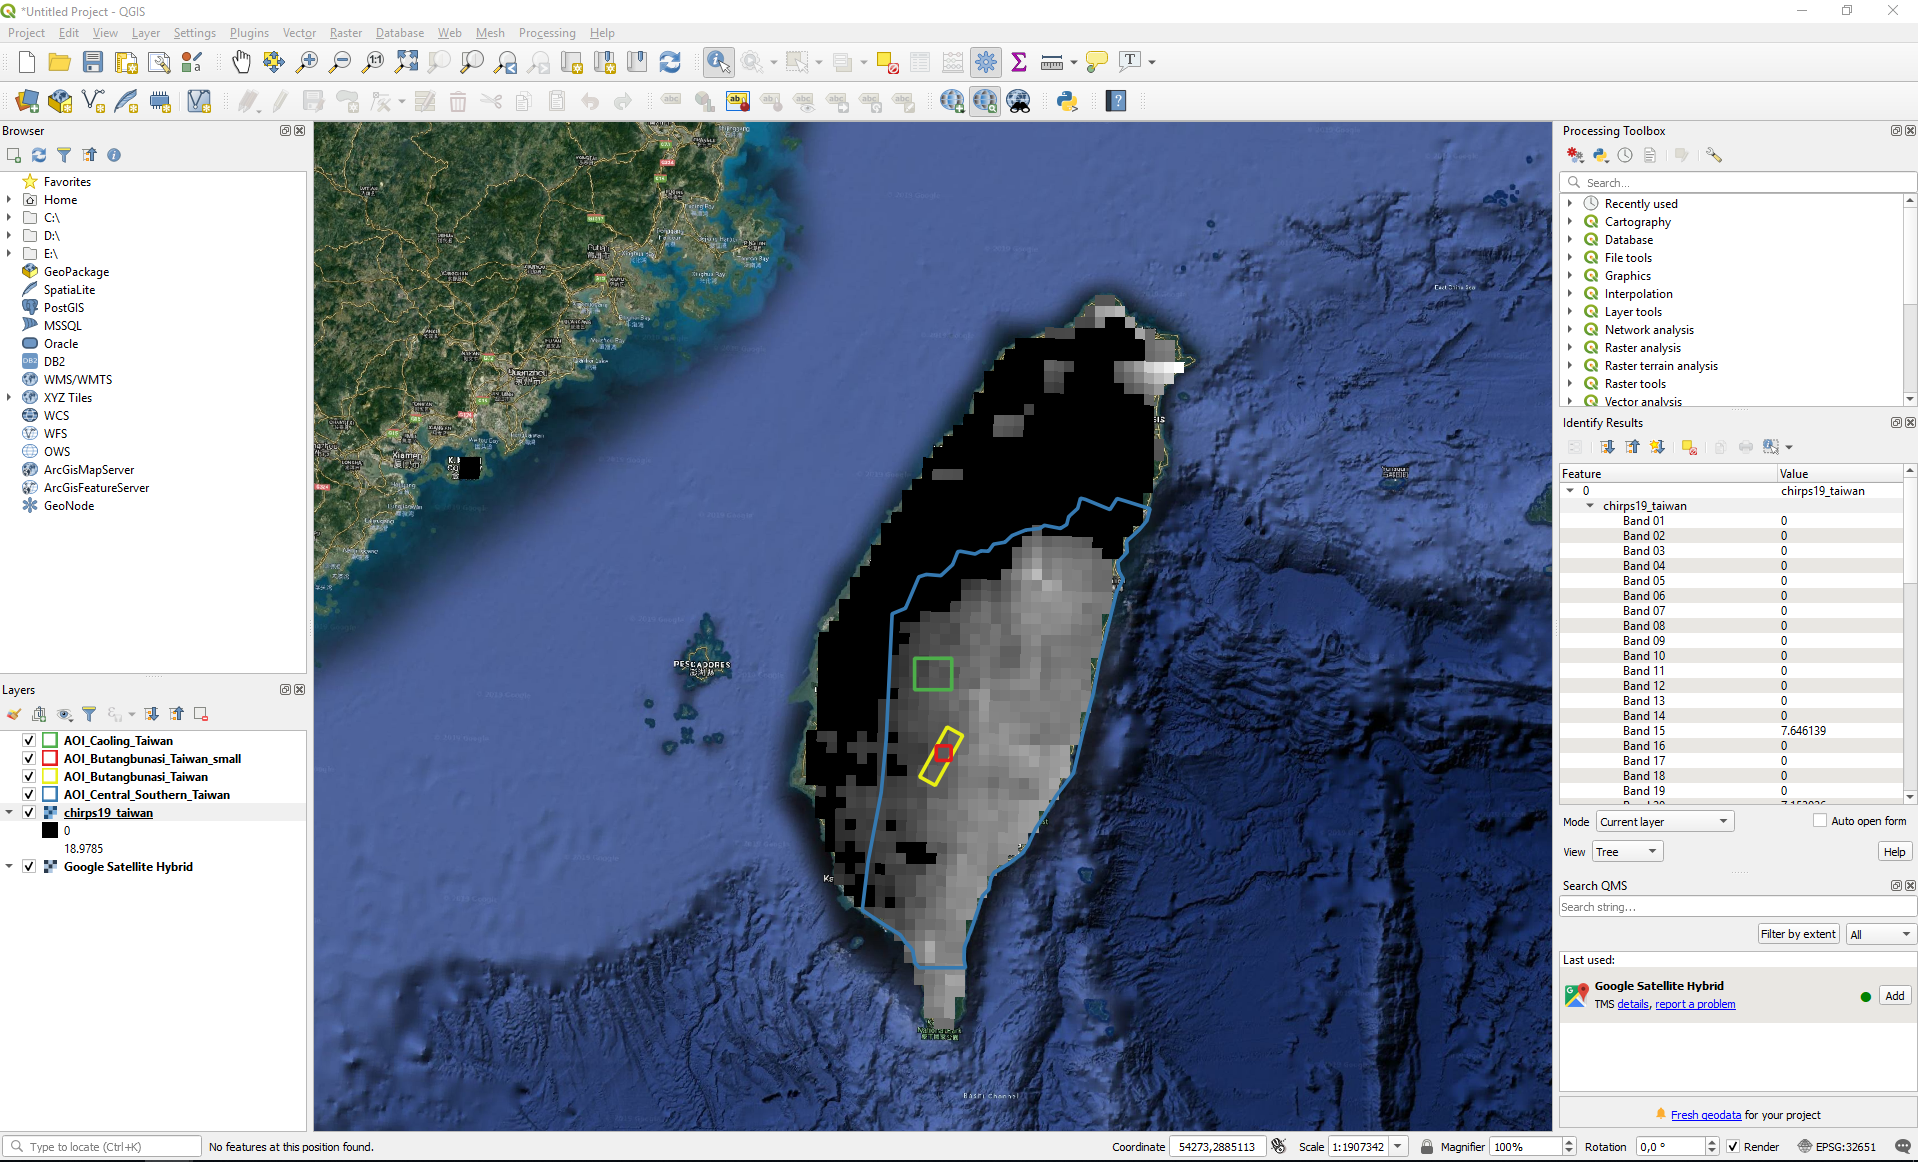 *Untitled Project - QGIS
Project Edit View Layer Settings Plugins Vector Raster Database Web Mesh Processing Help
Browser
Favorites
Home
C:\
D:\
E:\
GeoPackage
SpatiaLite
PostGIS
MSSQL
Oracle
DB2
WMS/WMTS
XYZ Tiles
WCS
WFS
OWS
ArcGisMapServer
ArcGisFeatureServer
GeoNode
Layers
AOI_Caoling_Taiwan
AOI_Butangbunasi_Taiwan_small
AOI_Butangbunasi_Taiwan
AOI_Central_Southern_Taiwan
chirps19_taiwan
0
18.9785
Google Satellite Hybrid
PESCADORES
Quanzhou
Xiamen
East China Sea
Processing Toolbox
Search...
Recently used
Cartography
Database
File tools
Graphics
Interpolation
Layer tools
Network analysis
Raster analysis
Raster terrain analysis
Raster tools
Vector analysis
Identify Results
Feature Value
0 chirps19_taiwan
chirps19_taiwan
Band 01 0
Band 02 0
Band 03 0
Band 04 0
Band 05 0
Band 06 0
Band 07 0
Band 08 0
Band 09 0
Band 10 0
Band 11 0
Band 12 0
Band 13 0
Band 14 0
Band 15 7.646139
Band 16 0
Band 17 0
Band 18 0
Band 19 0
Mode Current layer Auto open form
View Tree Help
Search QMS
Search string...
Filter by extent All
Last used:
Google Satellite Hybrid
TMS details, report a problem
Add
Fresh geodata for your project
Type to locate (Ctrl+K) No features at this position found. Coordinate 54273,2885113 Scale 1:1907342 Magnifier 100% Rotation 0,0 ° Render EPSG:32651